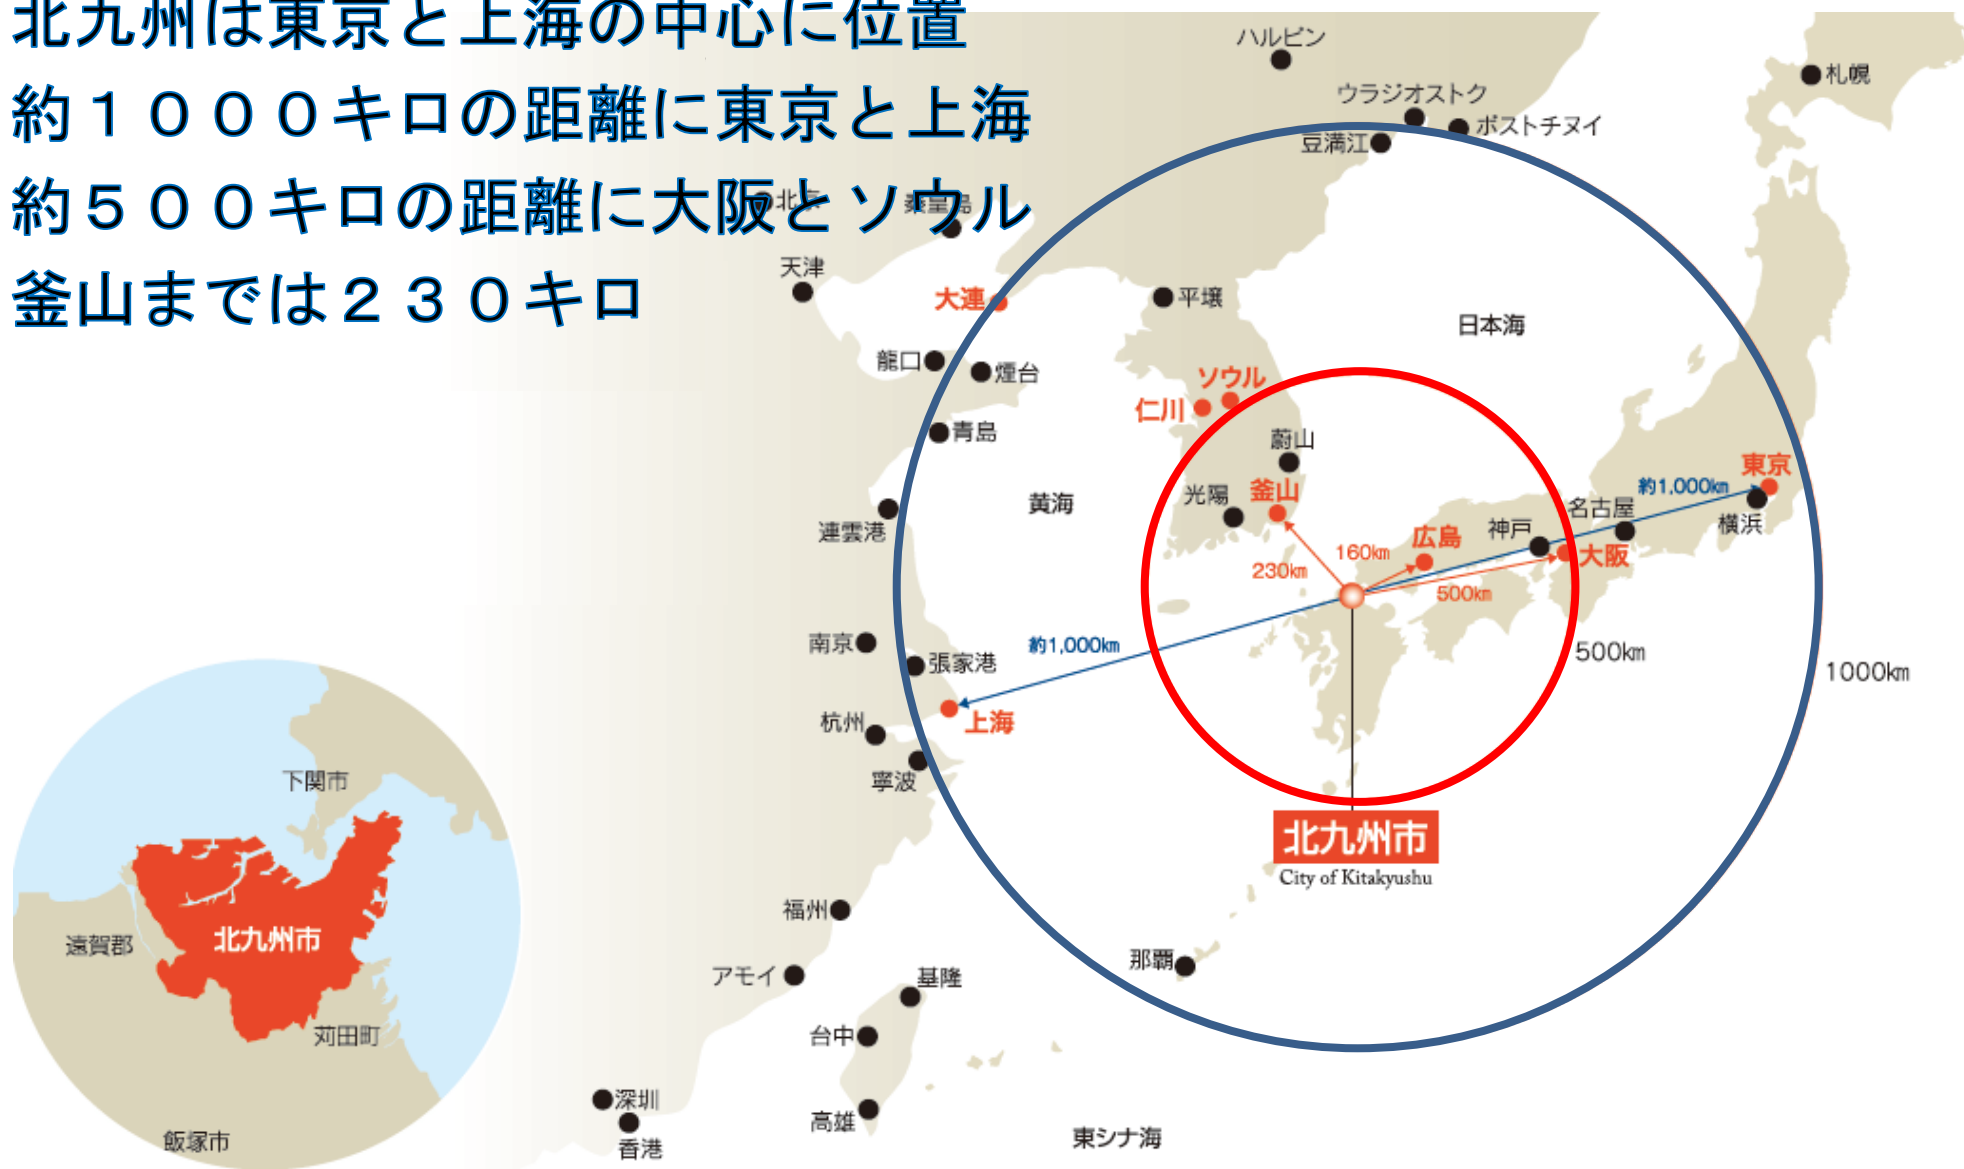 北九州は東京と上海の中心に位置
約１０００キロの距離に東京と上海
約５００キロの距離に大阪とソウル
釜山までは２３０キロ
ハルビン
札幌
ウラジオストク
ポストチヌイ
豆満江
北京
秦皇島
天津
大連
平壌
日本海
龍口
煙台
ソウル
仁川
青島
蔚山
東京
約1,000km
光陽
釜山
黄海
名古屋
横浜
連雲港
神戸
広島
大阪
160km
230km
500km
南京
約1,000km
張家港
500km
1000km
杭州
上海
寧波
下関市
北九州市
City of Kitakyushu
福州
遠賀郡
北九州市
那覇
アモイ
基隆
苅田町
台中
深圳
高雄
香港
飯塚市
東シナ海